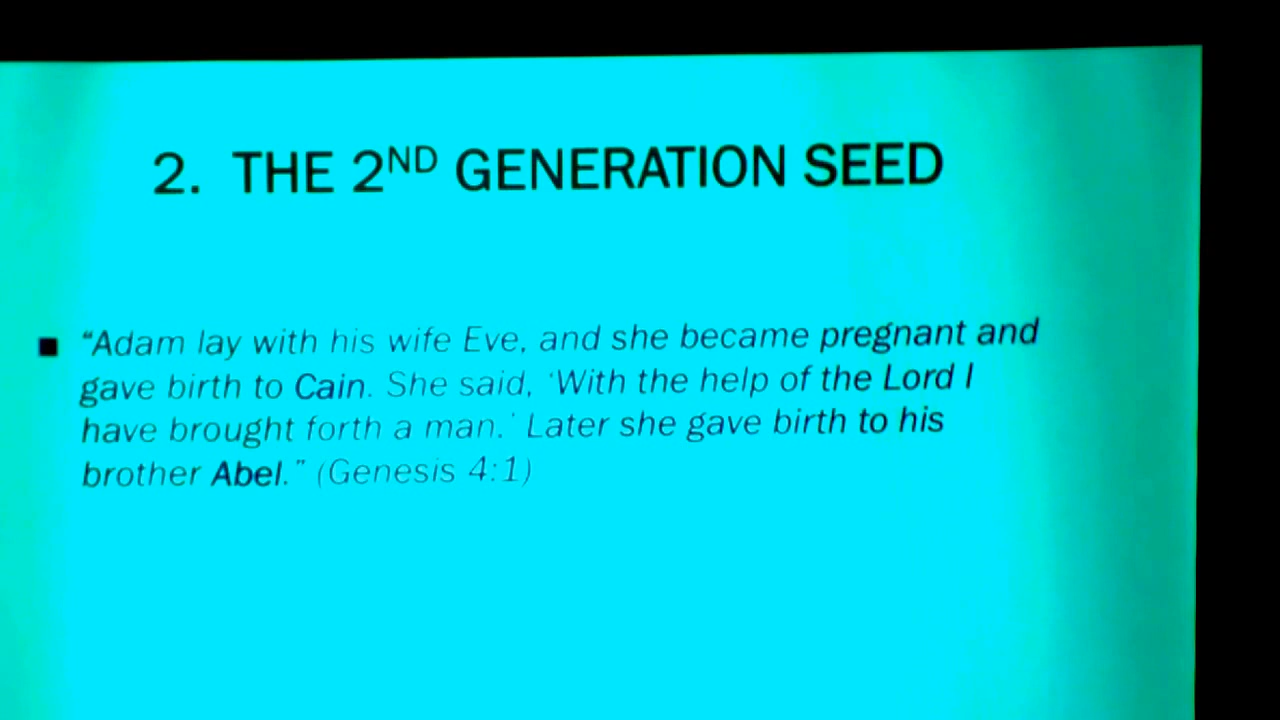 2. THE 2ND GENERATION SEED
■ “Adam lay with his wife Eve, and she became pregnant and
gave birth to Cain. She said, ‘With the help of the Lord I
have brought forth a man.’ Later she gave birth to his
brother Abel.” (Genesis 4:1)